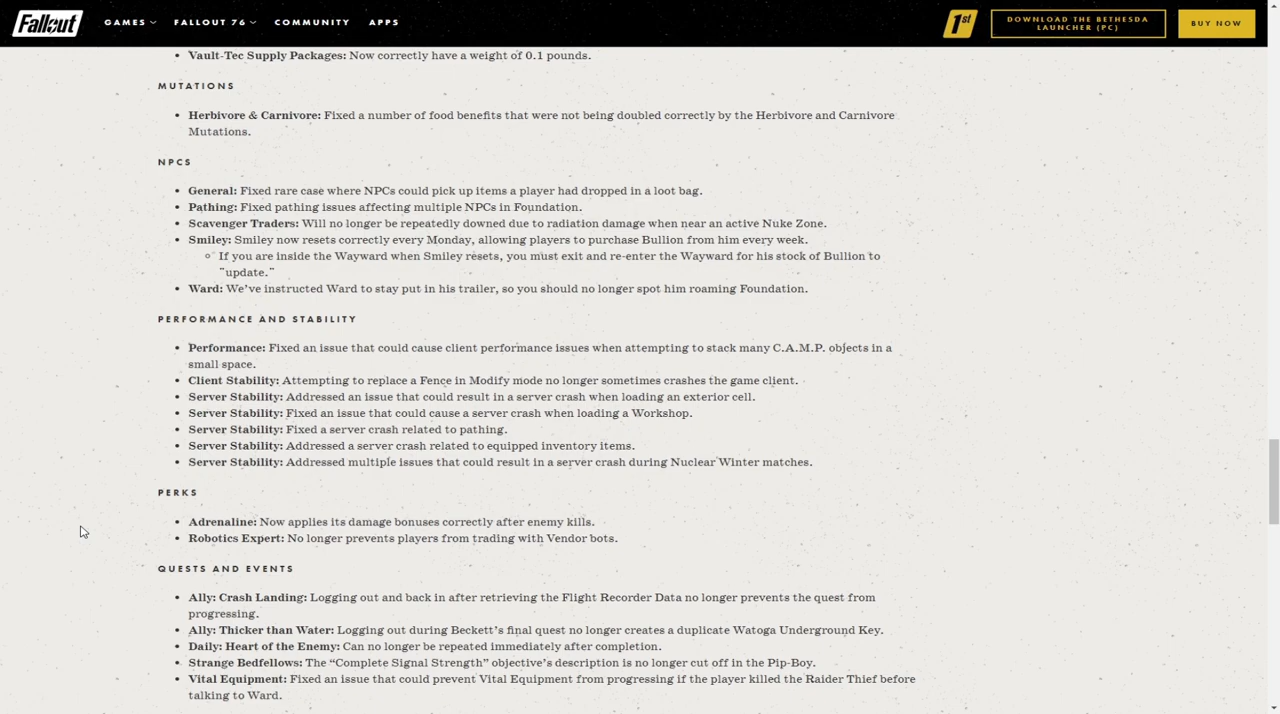 Fallout
GAMES
FALLOUT 76
COMMUNITY
APPS
1st
DOWNLOAD THE BETHESDA
LAUNCHER (PC)
BUY NOW
• Vault-Tec Supply Packages: Now correctly have a weight of 0.1 pounds.
MUTATIONS
• Herbivore & Carnivore: Fixed a number of food benefits that were not being doubled correctly by the Herbivore and Carnivore
Mutations.
NPCS
• General: Fixed rare case where NPCs could pick up items a player had dropped in a loot bag.
• Pathing: Fixed pathing issues affecting multiple NPCs in Foundation.
• Scavenger Traders: Will no longer be repeatedly downed due to radiation damage when near an active Nuke Zone.
• Smiley: Smiley now resets correctly every Monday, allowing players to purchase Bullion from him every week.
◦ If you are inside the Wayward when Smiley resets, you must exit and re-enter the Wayward for his stock of Bullion to
"update."
• Ward: We've instructed Ward to stay put in his trailer, so you should no longer spot him roaming Foundation.
PERFORMANCE AND STABILITY
• Performance: Fixed an issue that could cause client performance issues when attempting to stack many C.A.M.P. objects in a
small space.
• Client Stability: Attempting to replace a Fence in Modify mode no longer sometimes crashes the game client.
• Server Stability: Addressed an issue that could result in a server crash when loading an exterior cell.
• Server Stability: Fixed an issue that could cause a server crash when loading a Workshop.
• Server Stability: Fixed a server crash related to pathing.
• Server Stability: Addressed a server crash related to equipped inventory items.
• Server Stability: Addressed multiple issues that could result in a server crash during Nuclear Winter matches.
PERKS
• Adrenaline: Now applies its damage bonuses correctly after enemy kills.
• Robotics Expert: No longer prevents players from trading with Vendor bots.
QUESTS AND EVENTS
• Ally: Crash Landing: Logging out and back in after retrieving the Flight Recorder Data no longer prevents the quest from
progressing.
• Ally: Thicker than Water: Logging out during Beckett's final quest no longer creates a duplicate Watoga Underground Key.
• Daily: Heart of the Enemy: Can no longer be repeated immediately after completion.
• Strange Bedfellows: The “Complete Signal Strength” objective's description is no longer cut off in the Pip-Boy.
• Vital Equipment: Fixed an issue that could prevent Vital Equipment from progressing if the player killed the Raider Thief before
talking to Ward.